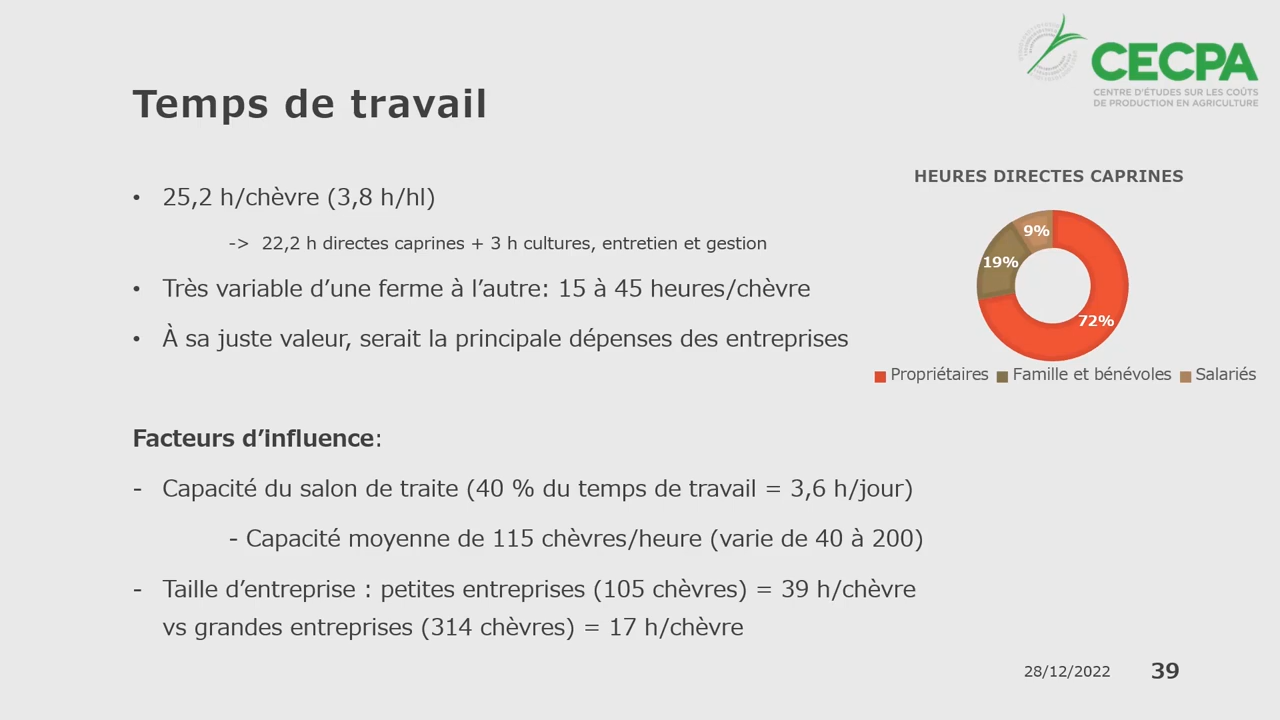 CECPA
CENTRE D'ÉTUDES SUR LES COÛTS
DE PRODUCTION EN AGRICULTURE
Temps de travail
• 25,2 h/chèvre (3,8 h/hl)
-> 22,2 h directes caprines + 3 h cultures, entretien et gestion
• Très variable d’une ferme à l’autre: 15 à 45 heures/chèvre
• À sa juste valeur, serait la principale dépenses des entreprises
HEURES DIRECTES CAPRINES
9%
19%
72%
Propriétaires Famille et bénévoles Salariés
Facteurs d’influence:
- Capacité du salon de traite (40 % du temps de travail = 3,6 h/jour)
- Capacité moyenne de 115 chèvres/heure (varie de 40 à 200)
- Taille d’entreprise : petites entreprises (105 chèvres) = 39 h/chèvre
vs grandes entreprises (314 chèvres) = 17 h/chèvre
28/12/2022 39